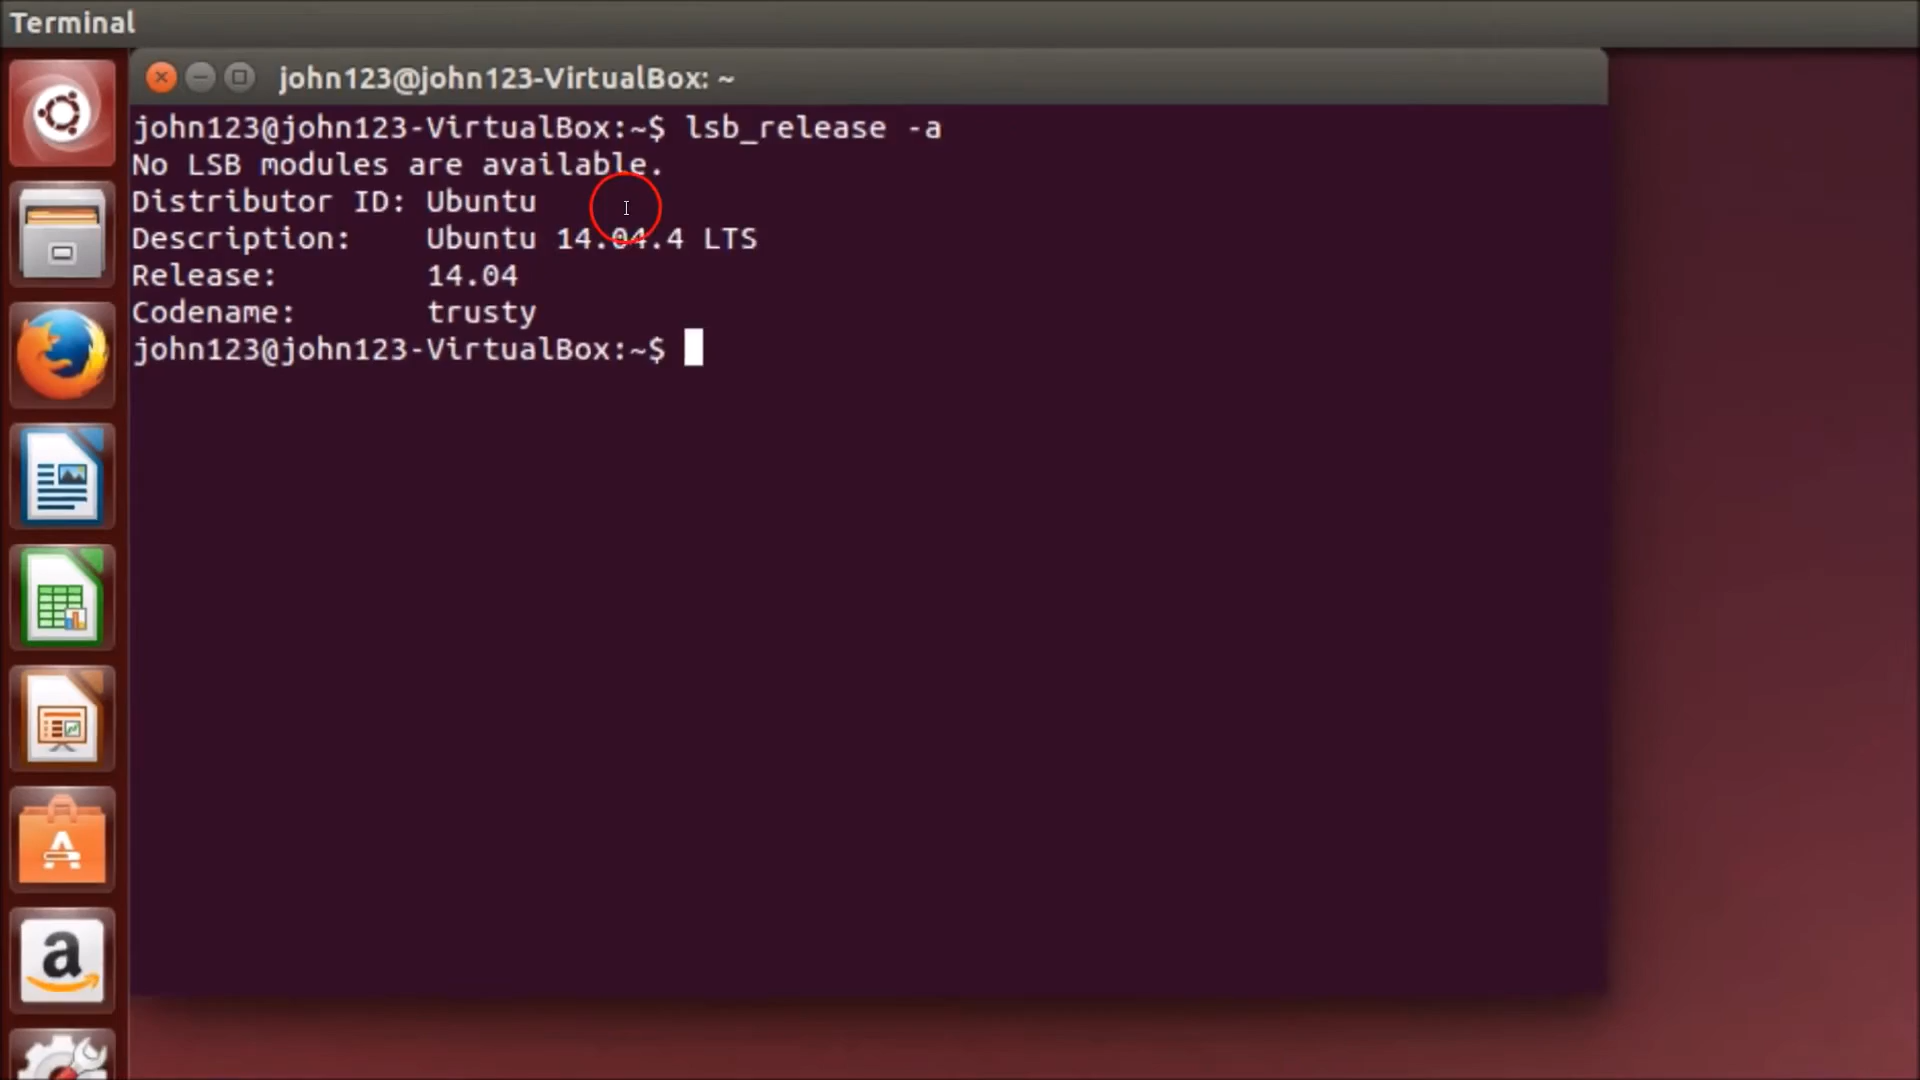 Terminal
john123@john123-VirtualBox: ~
john123@john123-VirtualBox:~$ lsb_release -a
No LSB modules are available.
Distributor ID: Ubuntu
Description:    Ubuntu 14.04.4 LTS
Release:        14.04
Codename:       trusty
john123@john123-VirtualBox:~$